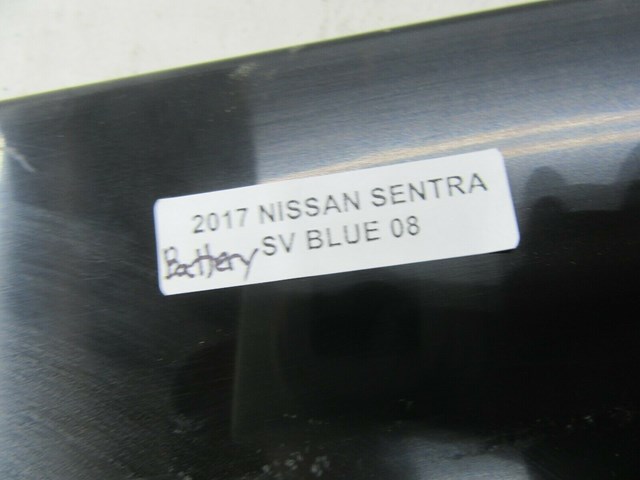 2017 NISSAN SENTRA
Battery SV BLUE 08